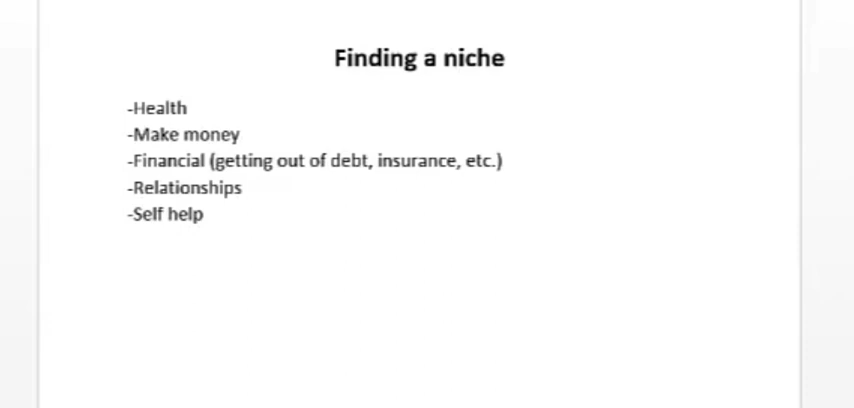 Finding a niche
-Health
-Make money
-Financial (getting out of debt, insurance, etc.)
-Relationships
-Self help